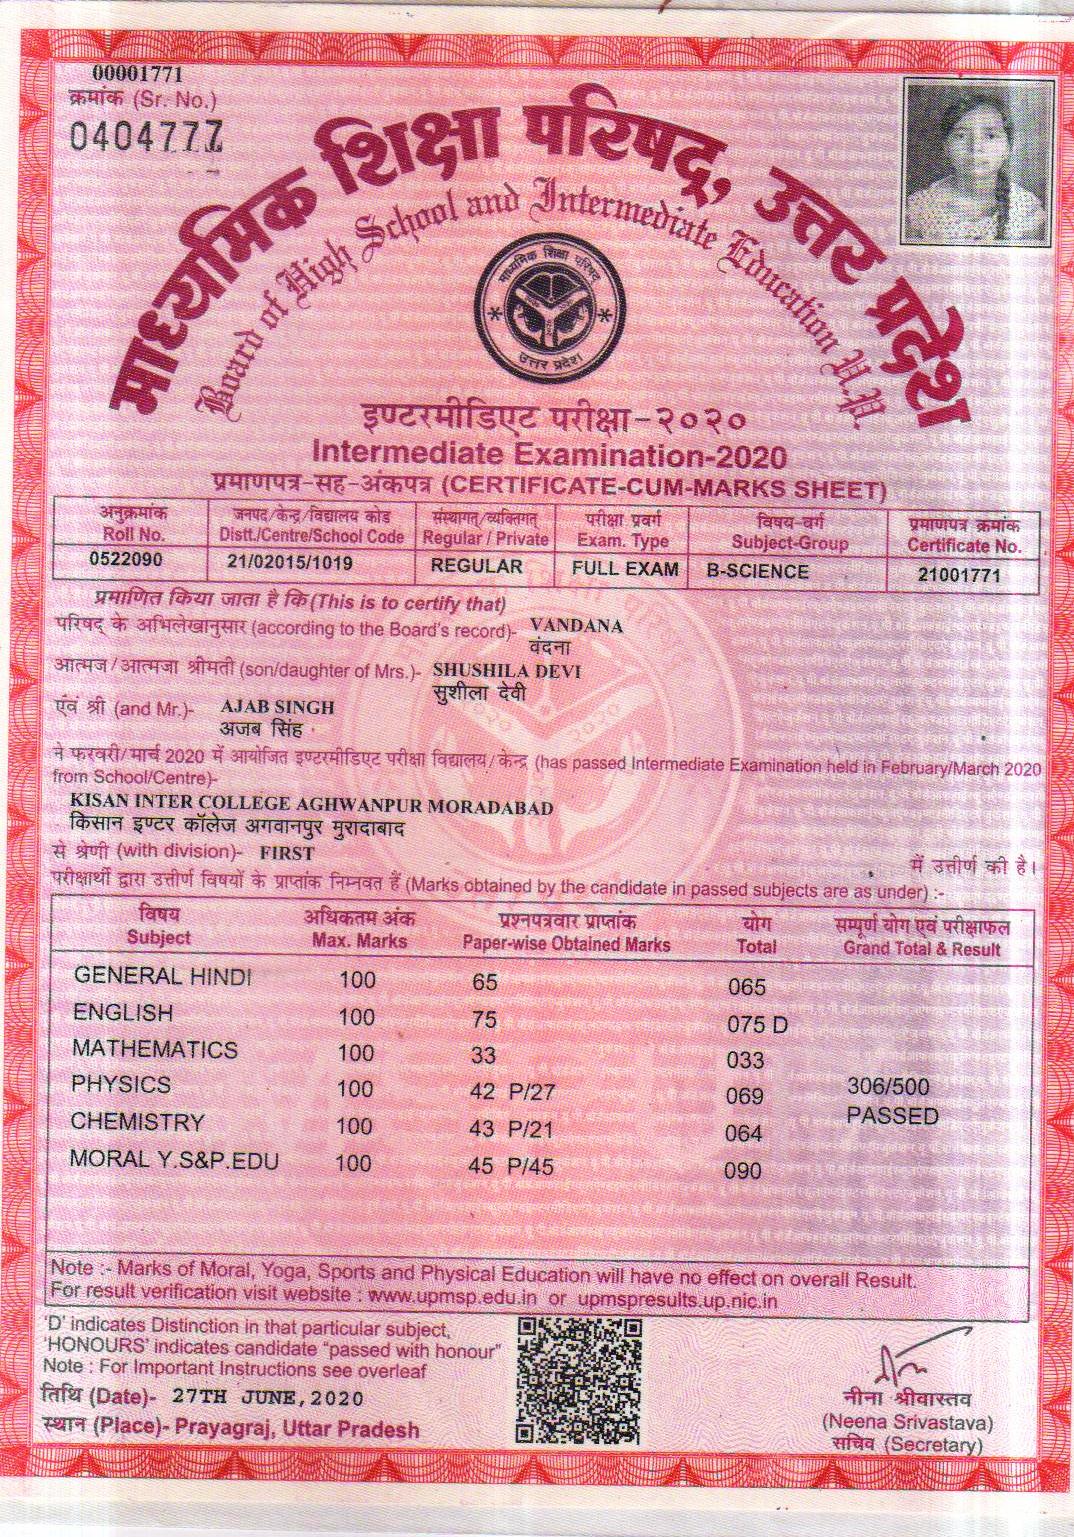 00001771
क्रमांक (Sr. No.)
0404777
माध्यमिक शिक्षा परिषद्, उत्तर प्रदेश
Board of High School and Intermediate Education U.P.
माध्यमिक शिक्षा परिषद्
उत्तर प्रदेश
इण्टरमीडिएट परीक्षा-२०२०
Intermediate Examination-2020
प्रमाणपत्र-सह-अंकपत्र (CERTIFICATE-CUM-MARKS SHEET)
अनुक्रमांक जनपद/केन्द्र/विद्यालय कोड संस्थागत/व्यक्तिगत् परीक्षा प्रवर्ग विषय-वर्ग प्रमाणपत्र क्रमांक
Roll No. Distt./Centre/School Code Regular / Private Exam. Type Subject-Group Certificate No.
0522090 21/02015/1019 REGULAR FULL EXAM B-SCIENCE 21001771
प्रमाणित किया जाता है कि(This is to certify that)
परिषद् के अभिलेखानुसार (according to the Board's record)- VANDANA
वंदना
आत्मज/आत्मजा श्रीमती (son/daughter of Mrs.)- SHUSHILA DEVI
सुशीला देवी
एंवं श्री (and Mr.)- AJAB SINGH
अजब सिंह
ने फरवरी/मार्च 2020 में आयोजित इण्टरमीडिएट परीक्षा विद्यालय/केन्द्र (has passed Intermediate Examination held in February/March 2020
from School/Centre)-
KISAN INTER COLLEGE AGHWANPUR MORADABAD
किसान इण्टर कॉलेज अगवानपुर मुरादाबाद
से श्रेणी (with division)- FIRST में उत्तीर्ण की है।
परीक्षार्थी द्वारा उत्तीर्ण विषयों के प्राप्तांक निम्नवत हैं (Marks obtained by the candidate in passed subjects are as under) :-
विषय अधिकतम अंक प्रश्नपत्रवार प्राप्तांक योग सम्पूर्ण योग एवं परीक्षाफल
Subject Max. Marks Paper-wise Obtained Marks Total Grand Total & Result
GENERAL HINDI 100 65 065
ENGLISH 100 75 075 D
MATHEMATICS 100 33 033
PHYSICS 100 42 P/27 069 306/500
CHEMISTRY 100 43 P/21 064 PASSED
MORAL Y.S&P.EDU 100 45 P/45 090
Note :- Marks of Moral, Yoga, Sports and Physical Education will have no effect on overall Result.
For result verification visit website : www.upmsp.edu.in or upmspresults.up.nic.in
'D' indicates Distinction in that particular subject,
'HONOURS' indicates candidate "passed with honour"
Note : For Important Instructions see overleaf
तिथि (Date)- 27TH JUNE,2020
स्थान (Place)- Prayagraj, Uttar Pradesh
नीना श्रीवास्तव
(Neena Srivastava)
सचिव (Secretary)